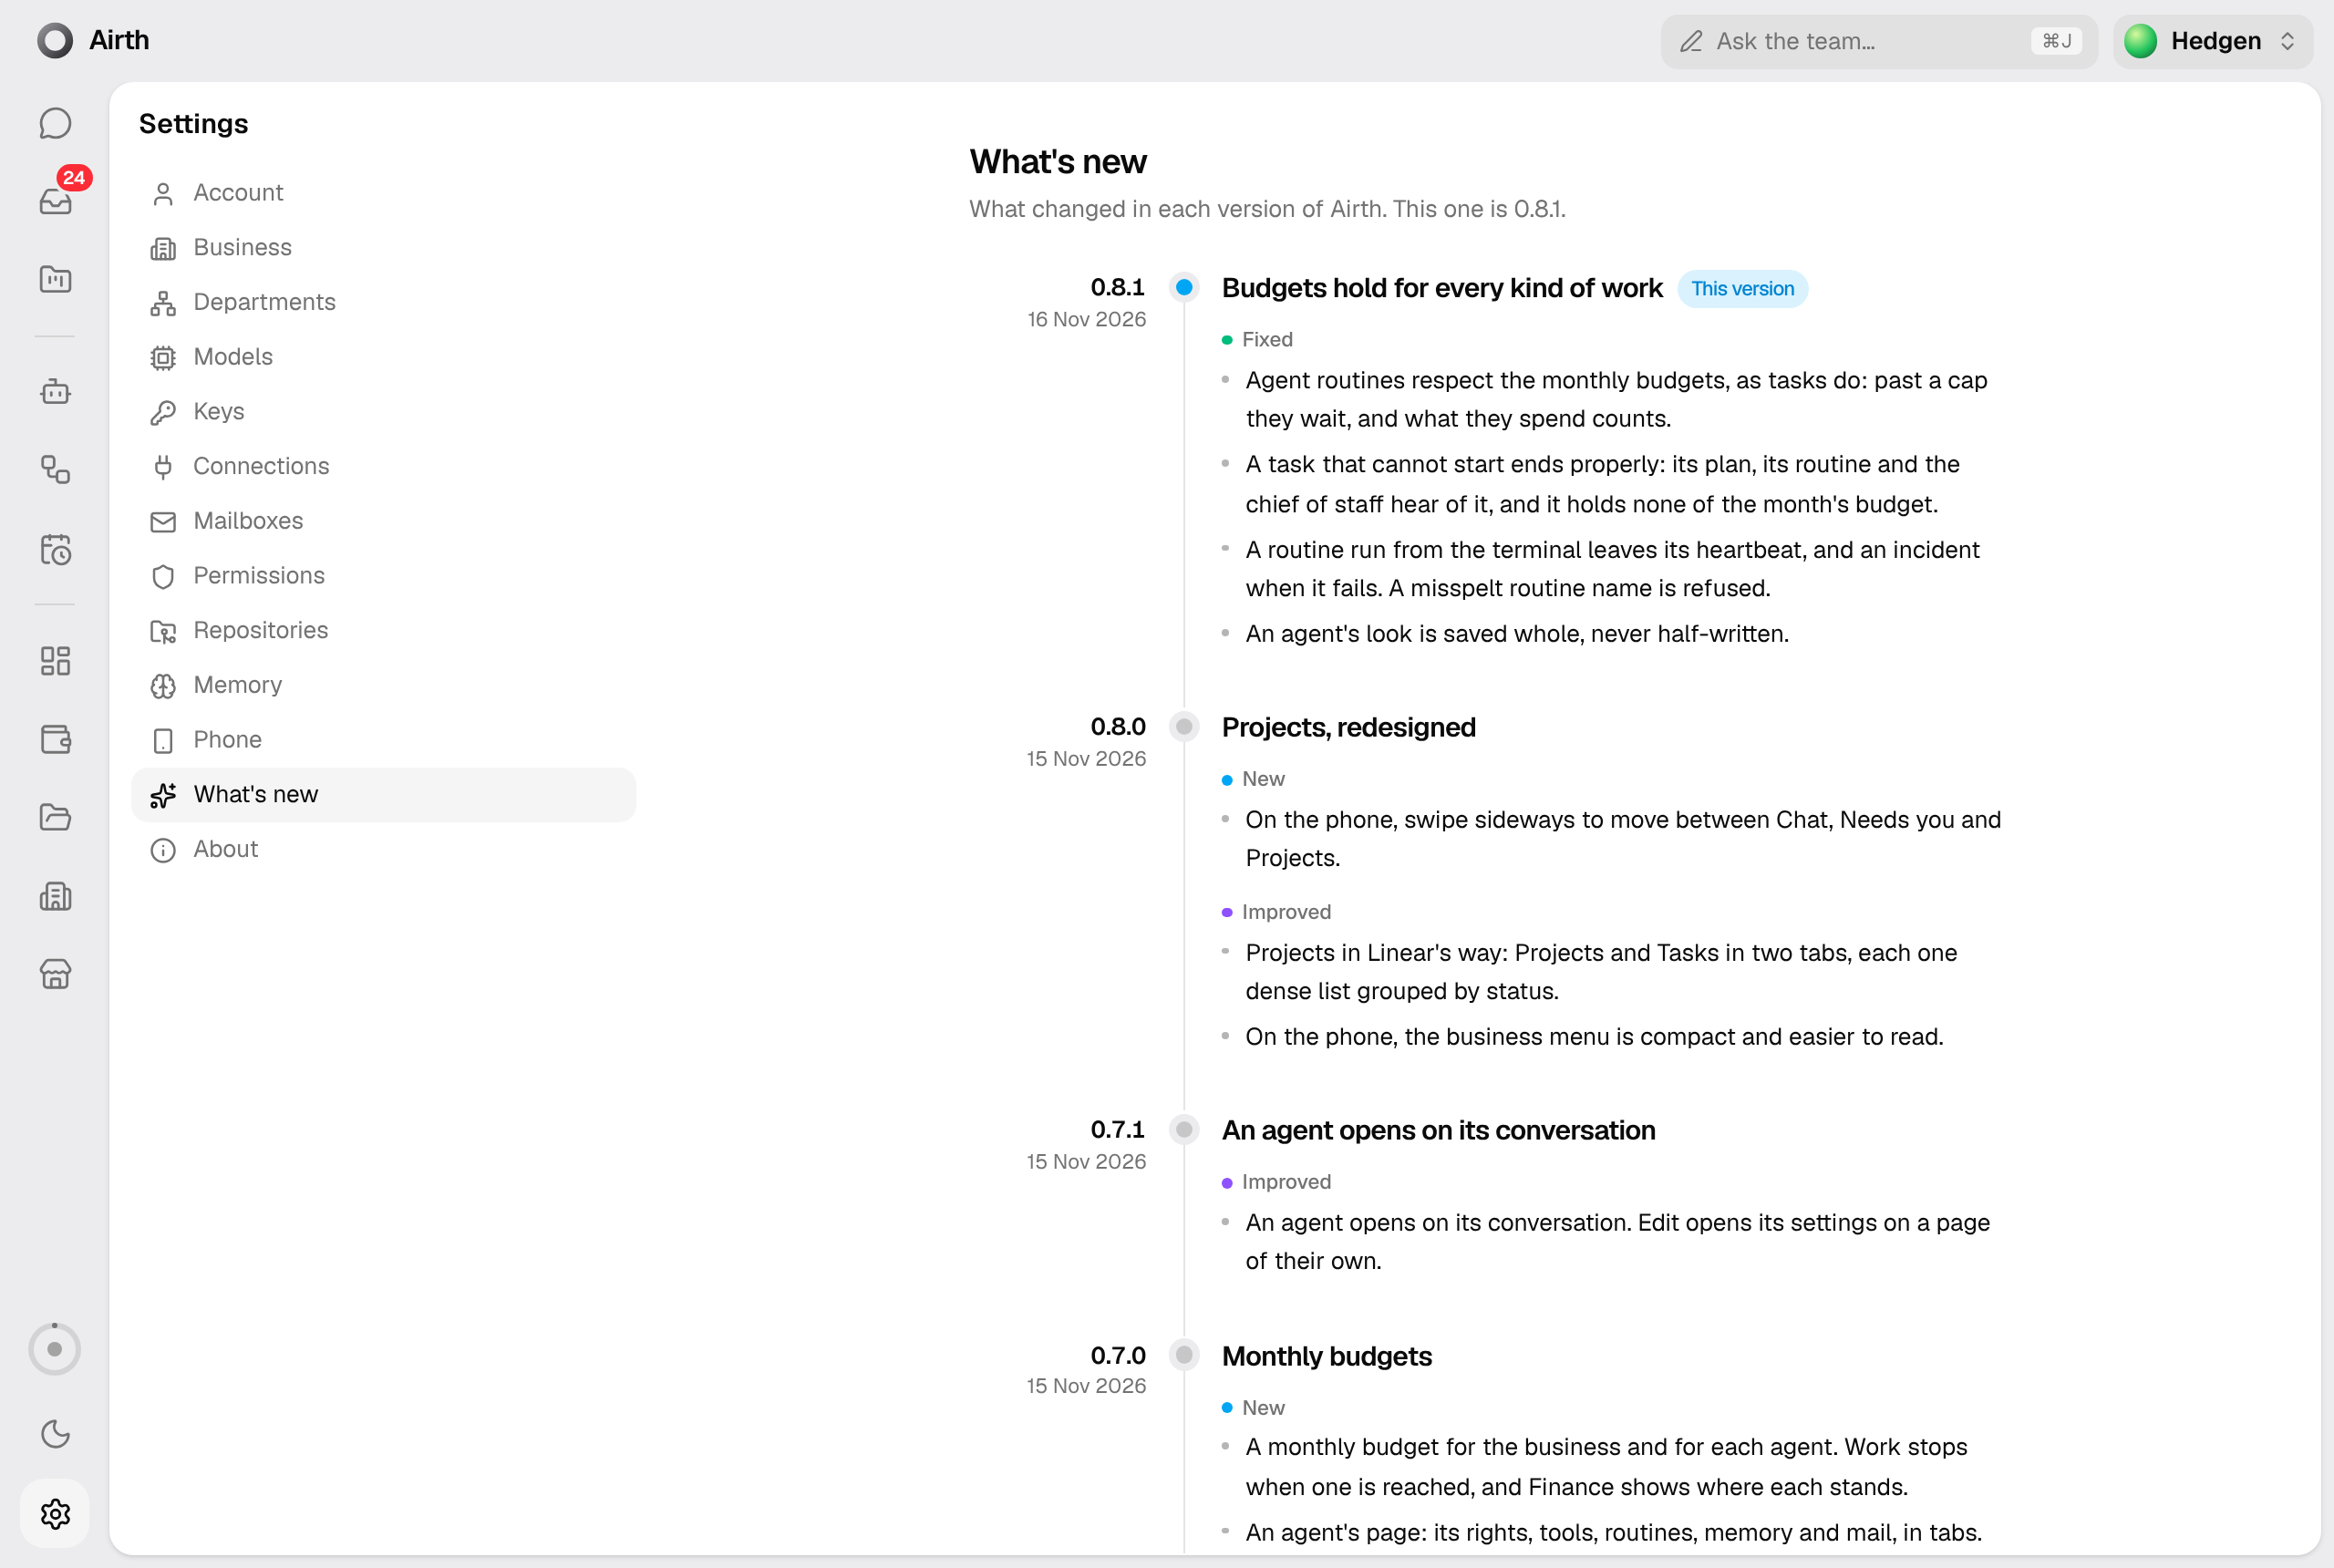 Airth
Ask the team...
⌘J
Hedgen
24
Settings
Account
Business
Departments
Models
Keys
Connections
Mailboxes
Permissions
Repositories
Memory
Phone
What's new
About
What's new
What changed in each version of Airth. This one is 0.8.1.
0.8.1
16 Nov 2026
Budgets hold for every kind of work
This version
Fixed
Agent routines respect the monthly budgets, as tasks do: past a cap
they wait, and what they spend counts.
A task that cannot start ends properly: its plan, its routine and the
chief of staff hear of it, and it holds none of the month's budget.
A routine run from the terminal leaves its heartbeat, and an incident
when it fails. A misspelt routine name is refused.
An agent's look is saved whole, never half-written.
0.8.0
15 Nov 2026
Projects, redesigned
New
On the phone, swipe sideways to move between Chat, Needs you and
Projects.
Improved
Projects in Linear's way: Projects and Tasks in two tabs, each one
dense list grouped by status.
On the phone, the business menu is compact and easier to read.
0.7.1
15 Nov 2026
An agent opens on its conversation
Improved
An agent opens on its conversation. Edit opens its settings on a page
of their own.
0.7.0
15 Nov 2026
Monthly budgets
New
A monthly budget for the business and for each agent. Work stops
when one is reached, and Finance shows where each stands.
An agent's page: its rights, tools, routines, memory and mail, in tabs.